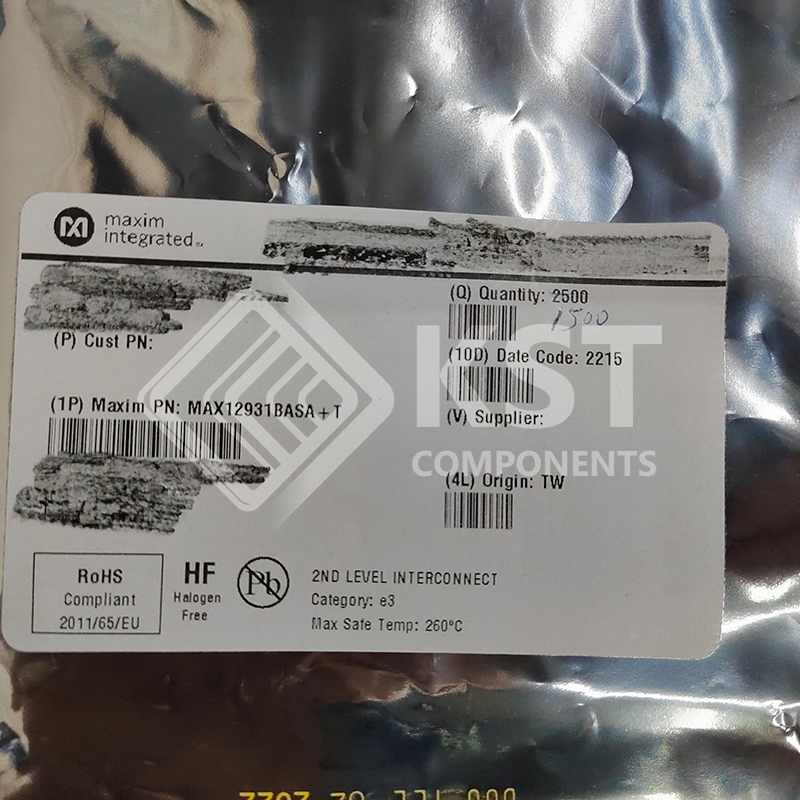 maxim
integrated™
(P) Cust PN:
(1P) Maxim PN: MAX12931BASA+T
(Q) Quantity: 2500
1500
(10D) Date Code: 2215
(V) Supplier:
(4L) Origin: TW
KST
COMPONENTS
RoHS
Compliant
2011/65/EU
HF
Halogen
Free
Pb
2ND LEVEL INTERCONNECT
Category: e3
Max Safe Temp: 260°C